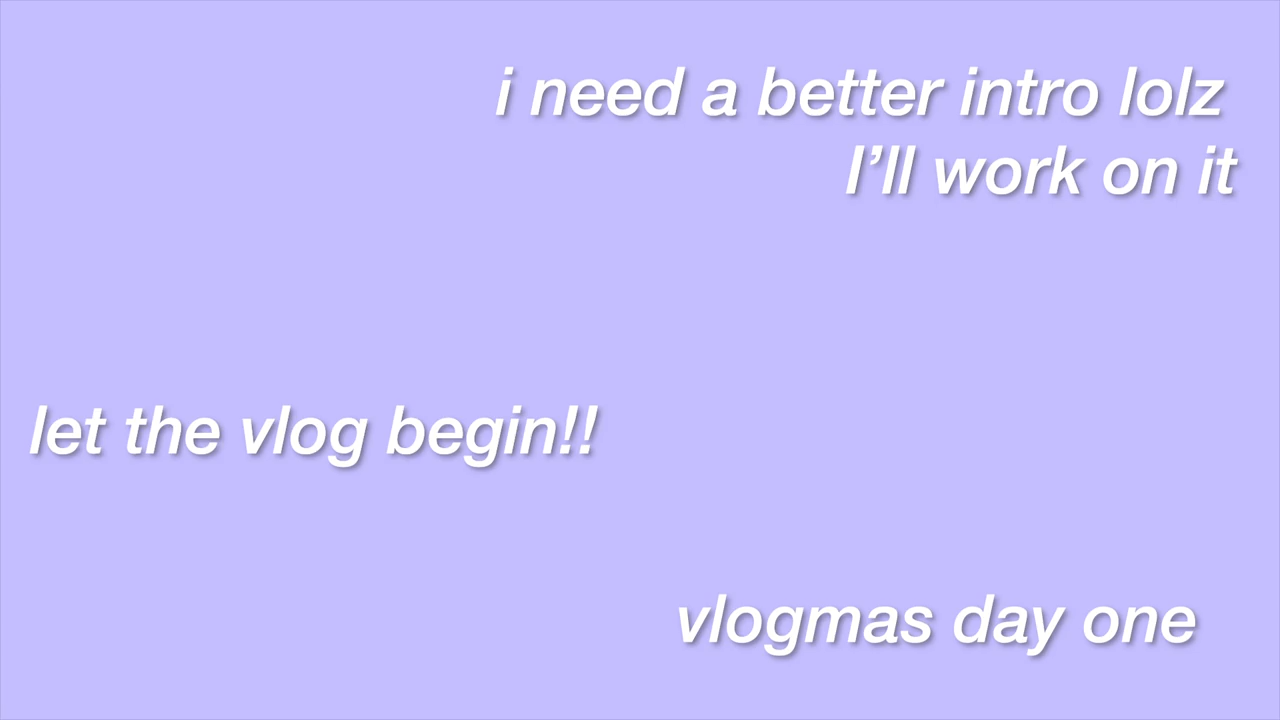 i need a better intro lolz
I’ll work on it
let the vlog begin!!
vlogmas day one